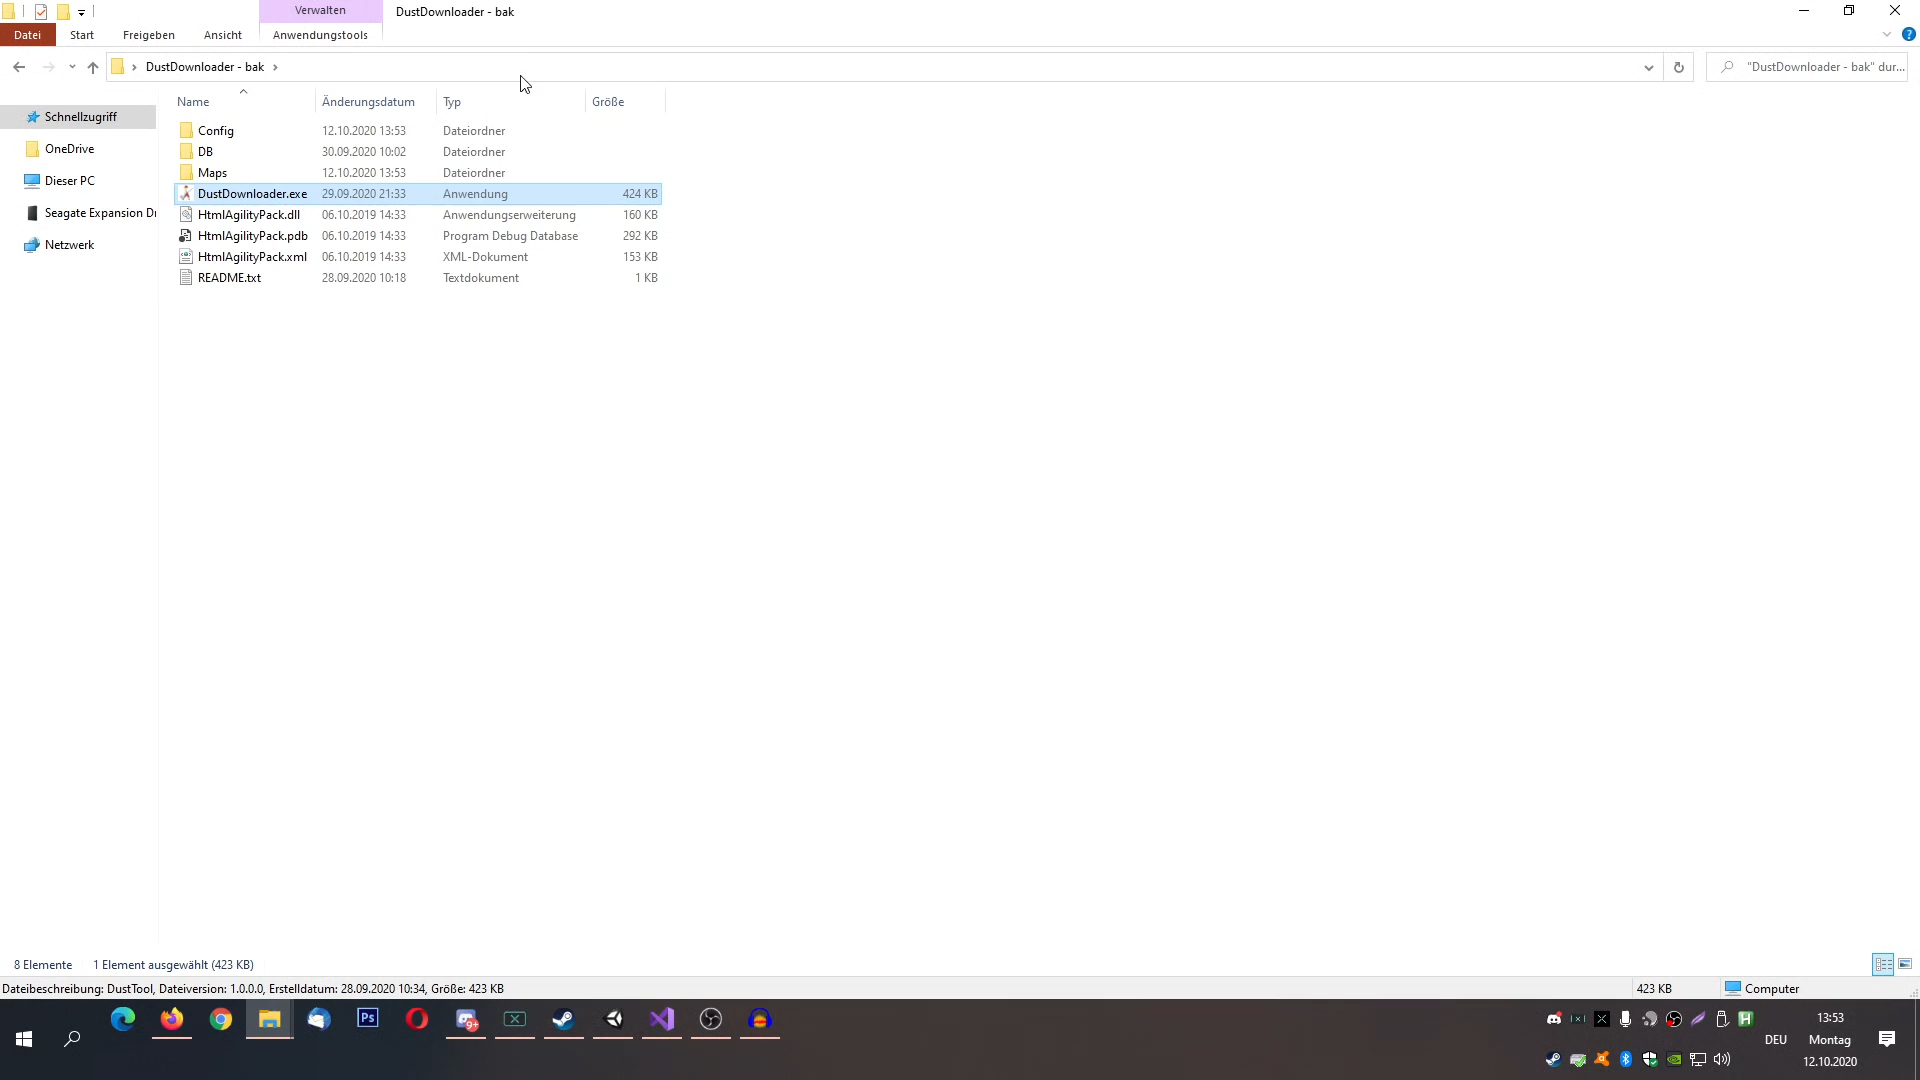 Verwalten
DustDownloader - bak
Datei
Start
Freigeben
Ansicht
Anwendungstools
DustDownloader - bak
"DustDownloader - bak" dur...
Name
Änderungsdatum
Typ
Größe
Schnellzugriff
OneDrive
Dieser PC
Seagate Expansion Dr
Netzwerk
Config 12.10.2020 13:53 Dateiordner
DB 30.09.2020 10:02 Dateiordner
Maps 12.10.2020 13:53 Dateiordner
DustDownloader.exe 29.09.2020 21:33 Anwendung 424 KB
HtmlAgilityPack.dll 06.10.2019 14:33 Anwendungserweiterung 160 KB
HtmlAgilityPack.pdb 06.10.2019 14:33 Program Debug Database 292 KB
HtmlAgilityPack.xml 06.10.2019 14:33 XML-Dokument 153 KB
README.txt 28.09.2020 10:18 Textdokument 1 KB
8 Elemente 1 Element ausgewählt (423 KB)
Dateibeschreibung: DustTool, Dateiversion: 1.0.0.0, Erstelldatum: 28.09.2020 10:34, Größe: 423 KB
423 KB
Computer
Ps
9+
DEU
13:53
Montag
12.10.2020